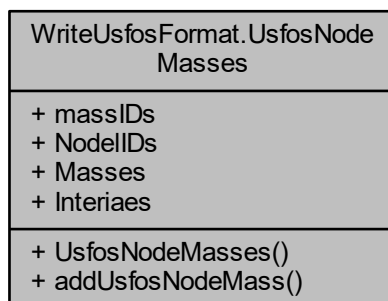 WriteUsfosFormat.UsfosNode
Masses
+ massIDs
+ NodelIDs
+ Masses
+ Interiaes
+ UsfosNodeMasses()
+ addUsfosNodeMass()